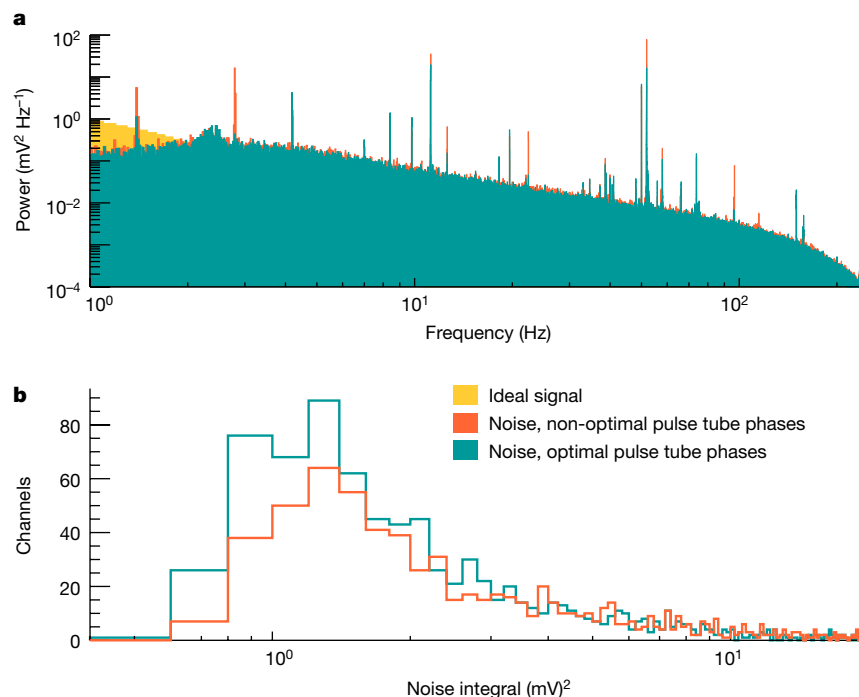 a
10²
10⁰
10⁻²
10⁻⁴
Power (mV² Hz⁻¹)
10⁰
10¹
10²
Frequency (Hz)
b
Ideal signal
Noise, non-optimal pulse tube phases
Noise, optimal pulse tube phases
80
60
40
20
0
Channels
10⁰
10¹
Noise integral (mV)²